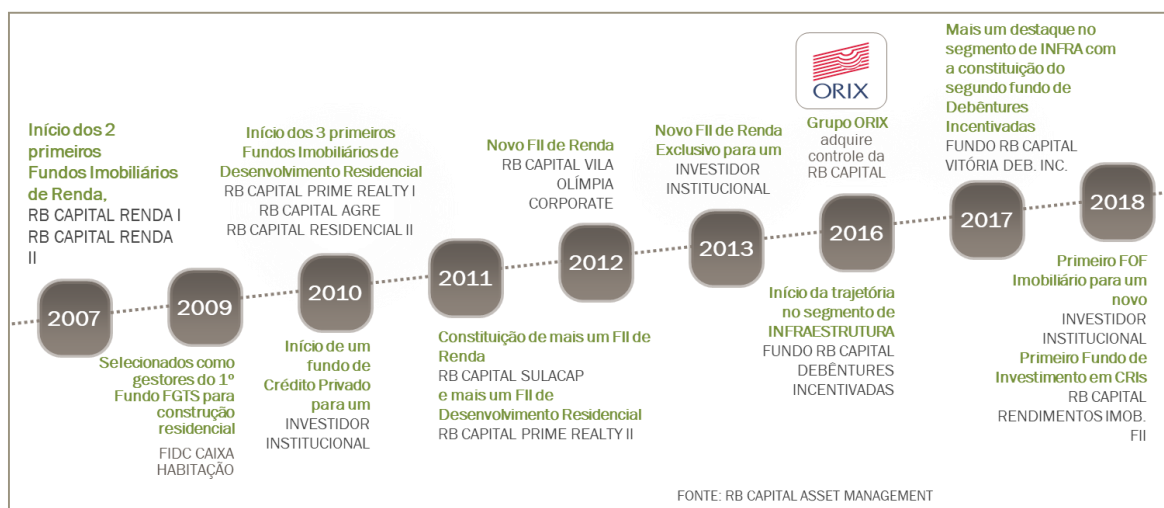 Início dos 2
primeiros
Fundos Imobiliários
de Renda,
RB CAPITAL RENDA I
RB CAPITAL RENDA
II
2007
2009
Selecionados como
gestores do 1º
Fundo FGTS para
construção
residencial
FIDC CAIXA
HABITAÇÃO
Início dos 3 primeiros
Fundos Imobiliários de
Desenvolvimento Residencial
RB CAPITAL PRIME REALTY I
RB CAPITAL AGRE
RB CAPITAL RESIDENCIAL II
2010
Início de um
fundo de
Crédito Privado
para um
INVESTIDOR
INSTITUCIONAL
2011
Constituição de mais um FII de
Renda
RB CAPITAL SULACAP
e mais um FII de
Desenvolvimento Residencial
RB CAPITAL PRIME REALTY II
Novo FII de Renda
RB CAPITAL VILA
OLÍMPIA
CORPORATE
2012
Novo FII de Renda
Exclusivo para um
INVESTIDOR
INSTITUCIONAL
2013
ORIX
Grupo ORIX
adquire
controle da
RB CAPITAL
2016
Início da trajetória
no segmento de
INFRAESTRUTURA
FUNDO RB CAPITAL
DEBÊNTURES
INCENTIVADAS
Mais um destaque no
segmento de INFRA com
a constituição do
segundo fundo de
Debêntures
Incentivadas
FUNDO RB CAPITAL
VITÓRIA DEB. INC.
2017
2018
Primeiro FOF
Imobiliário para um
novo
INVESTIDOR
INSTITUCIONAL
Primeiro Fundo de
Investimento em CRIs
RB CAPITAL
RENDIMENTOS IMOB.
FII
FONTE: RB CAPITAL ASSET MANAGEMENT